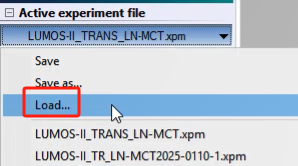 Active experiment file
LUMOS-II_TRANS_LN-MCT.xpm
Save
Save as...
Load...
LUMOS-II_TRANS_LN-MCT.xpm
LUMOS-II_TR_LN-MCT2025-0110-1.xpm